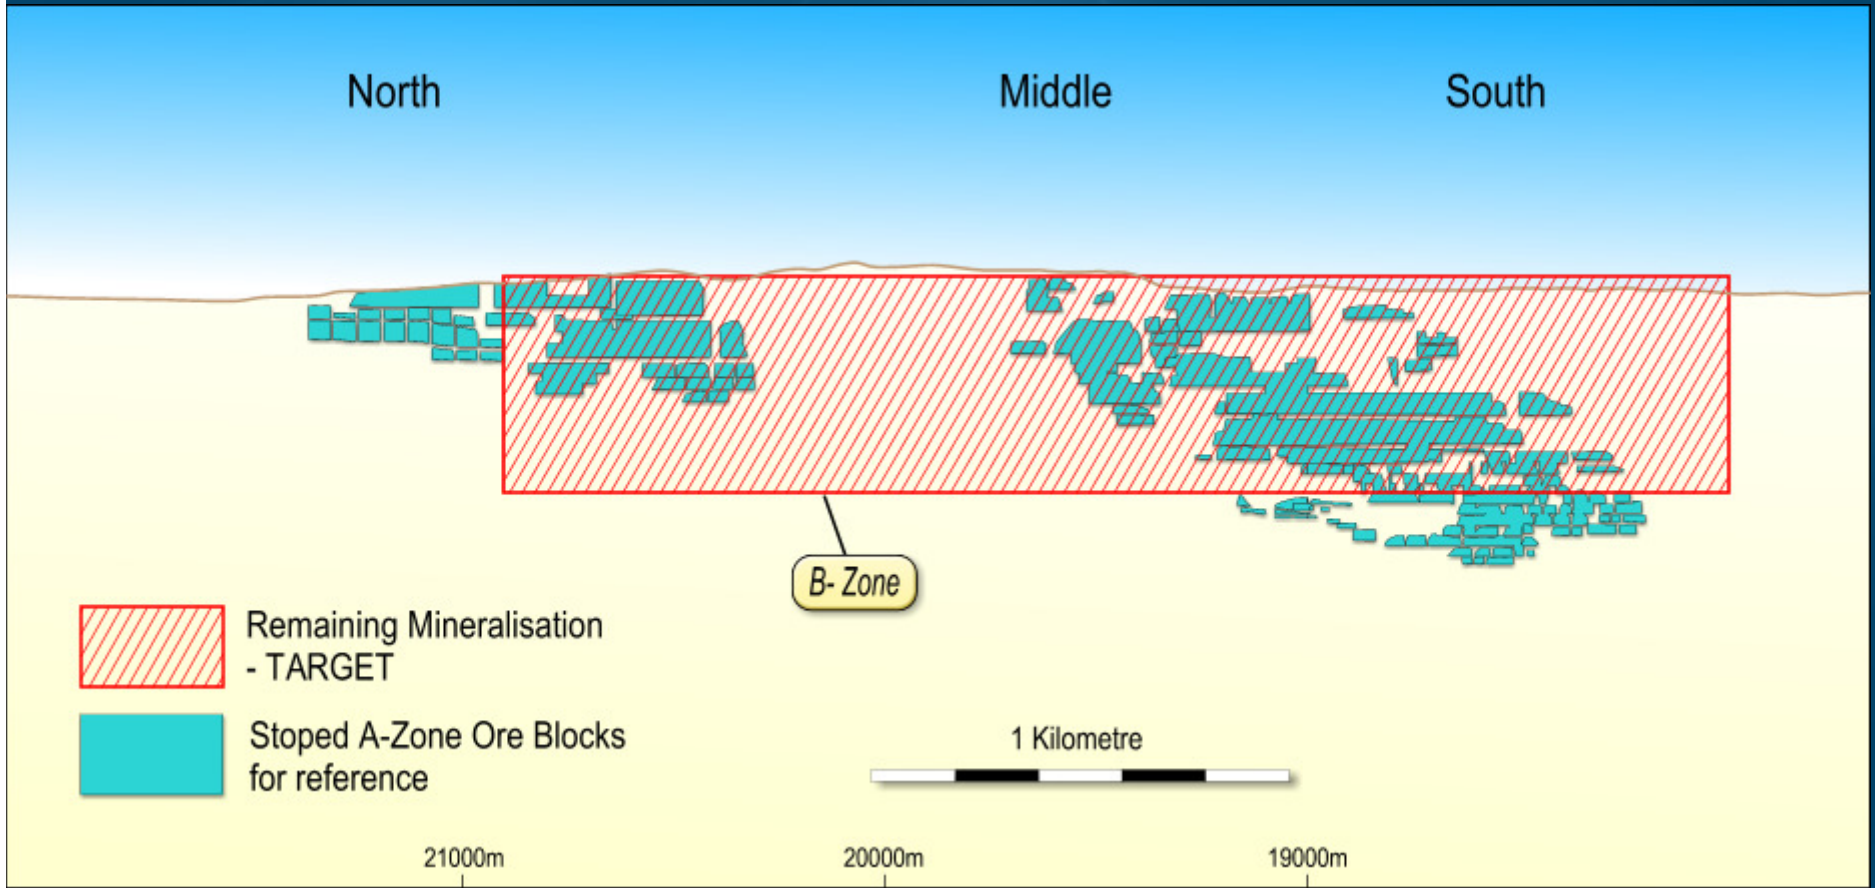 North
Middle
South
B- Zone
Remaining Mineralisation
- TARGET
Stoped A-Zone Ore Blocks
for reference
1 Kilometre
21000m
20000m
19000m